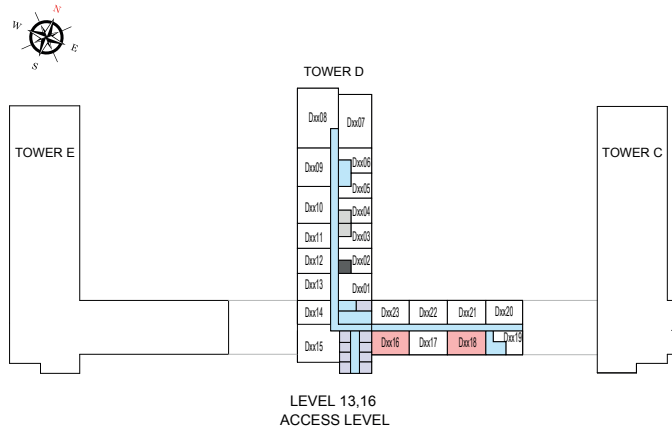 N
W
E
S
TOWER D
TOWER E
TOWER C
Dxx08
Dxx07
Dxx09
Dxx06
Dxx05
Dxx10
Dxx04
Dxx11
Dxx03
Dxx12
Dxx02
Dxx13
Dxx01
Dxx14
Dxx23
Dxx22
Dxx21
Dxx20
Dxx15
Dxx16
Dxx17
Dxx18
Dxx19
LEVEL 13,16
ACCESS LEVEL